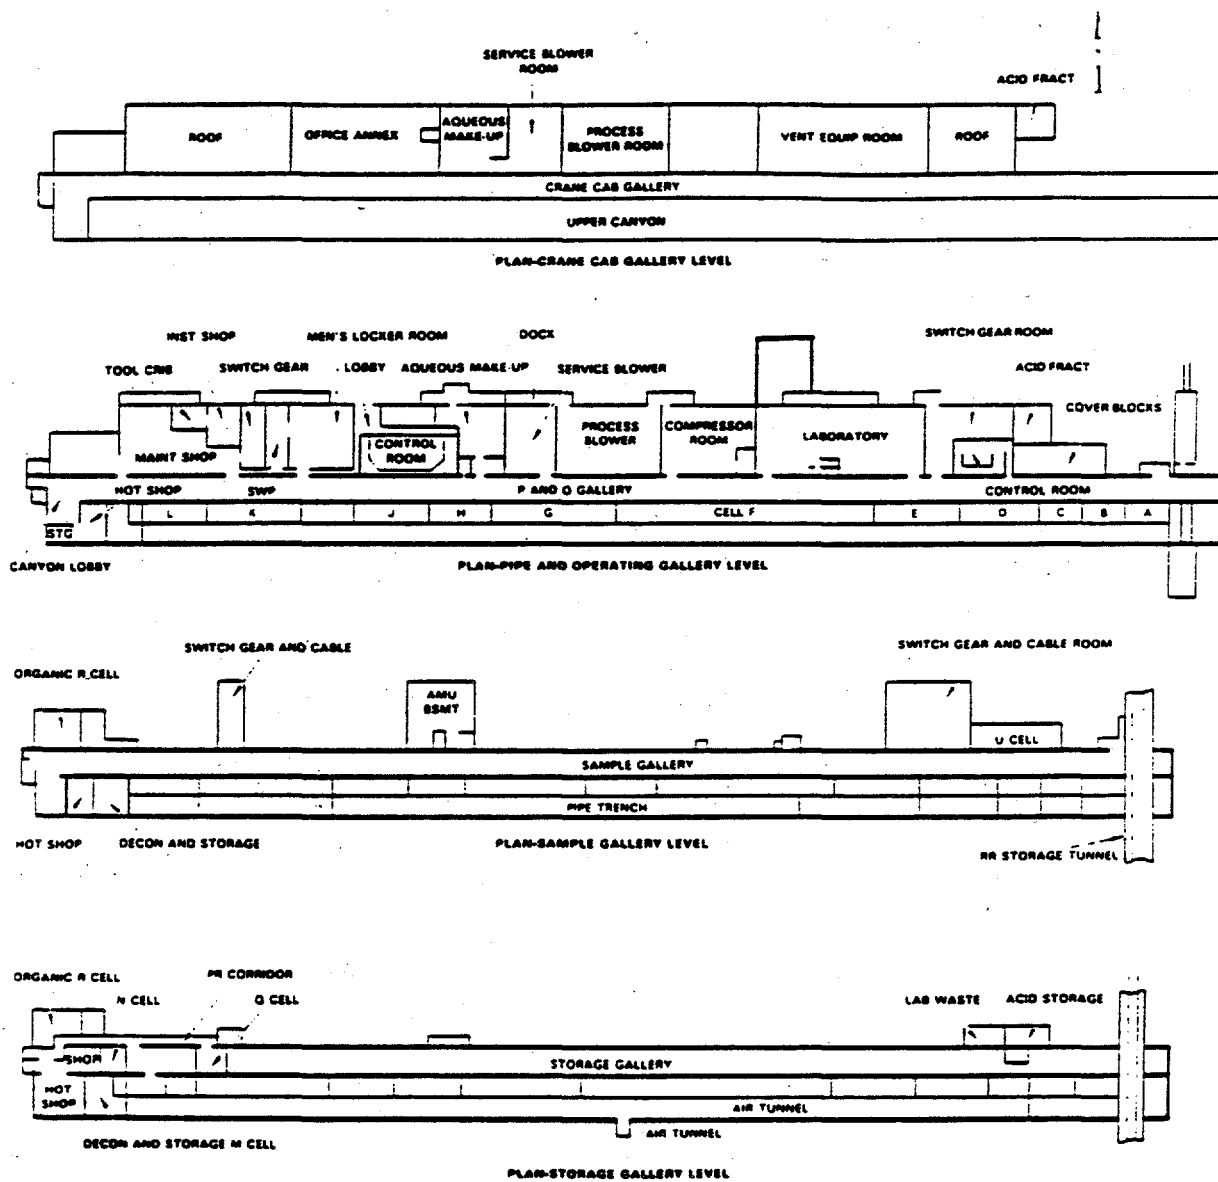 SERVICE BLOWER
ROOM
ACID FRACT
ROOF
OFFICE ANNEX
AQUEOUS
MAKE-UP
PROCESS
BLOWER ROOM
VENT EQUIP ROOM
ROOF
CRANE CAB GALLERY
UPPER CANYON
PLAN-CRANE CAB GALLERY LEVEL
INST SHOP
MEN'S LOCKER ROOM
DOCK
SWITCH GEAR ROOM
TOOL CRIB
SWITCH GEAR
LOBBY
AQUEOUS MAKE-UP
SERVICE BLOWER
ACID FRACT
COVER BLOCKS
MAINT SHOP
CONTROL
ROOM
PROCESS
BLOWER
COMPRESSOR
ROOM
LABORATORY
HOT SHOP
SWP
P AND O GALLERY
CONTROL ROOM
L
K
J
H
G
CELL F
E
D
C
B
A
STG
CANYON LOBBY
PLAN-PIPE AND OPERATING GALLERY LEVEL
SWITCH GEAR AND CABLE
SWITCH GEAR AND CABLE ROOM
ORGANIC R CELL
AMU
BSMT
U CELL
SAMPLE GALLERY
PIPE TRENCH
HOT SHOP
DECON AND STORAGE
PLAN-SAMPLE GALLERY LEVEL
RR STORAGE TUNNEL
ORGANIC R CELL
PR CORRIDOR
N CELL
Q CELL
LAB WASTE
ACID STORAGE
SHOP
STORAGE GALLERY
HOT
SHOP
AIR TUNNEL
DECON AND STORAGE M CELL
AIR TUNNEL
PLAN-STORAGE GALLERY LEVEL